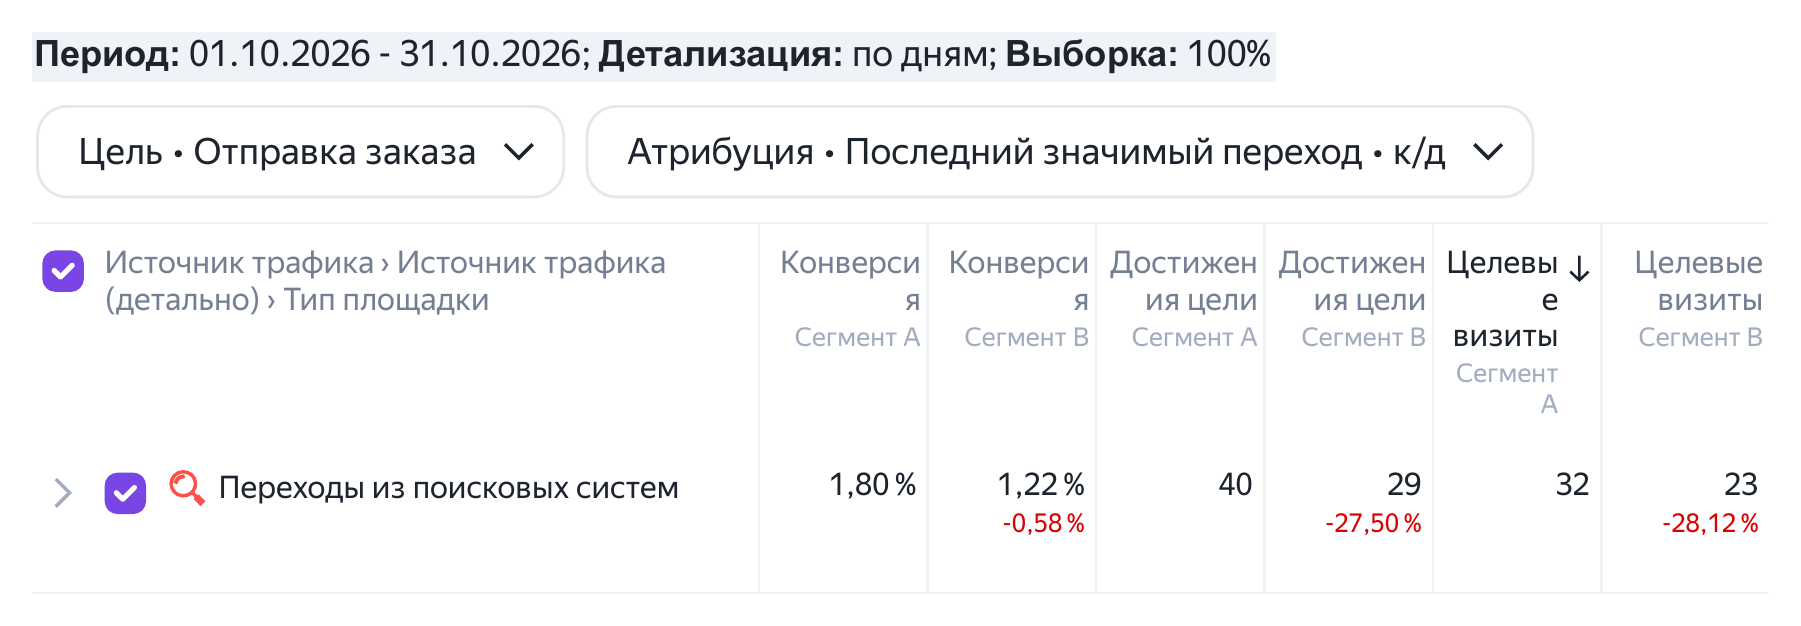 Период: 01.10.2026 - 31.10.2026; Детализация: по дням; Выборка: 100%
Цель • Отправка заказа
Атрибуция • Последний значимый переход • к/д
Источник трафика › Источник трафика
(детально) › Тип площадки
Конверси
я
Сегмент A
Конверси
я
Сегмент B
Достижен
ия цели
Сегмент A
Достижен
ия цели
Сегмент B
Целевы ↓
е
визиты
Сегмент
A
Целевые
визиты
Сегмент B
Переходы из поисковых систем
1,80 %
1,22 %
-0,58 %
40
29
-27,50 %
32
23
-28,12 %